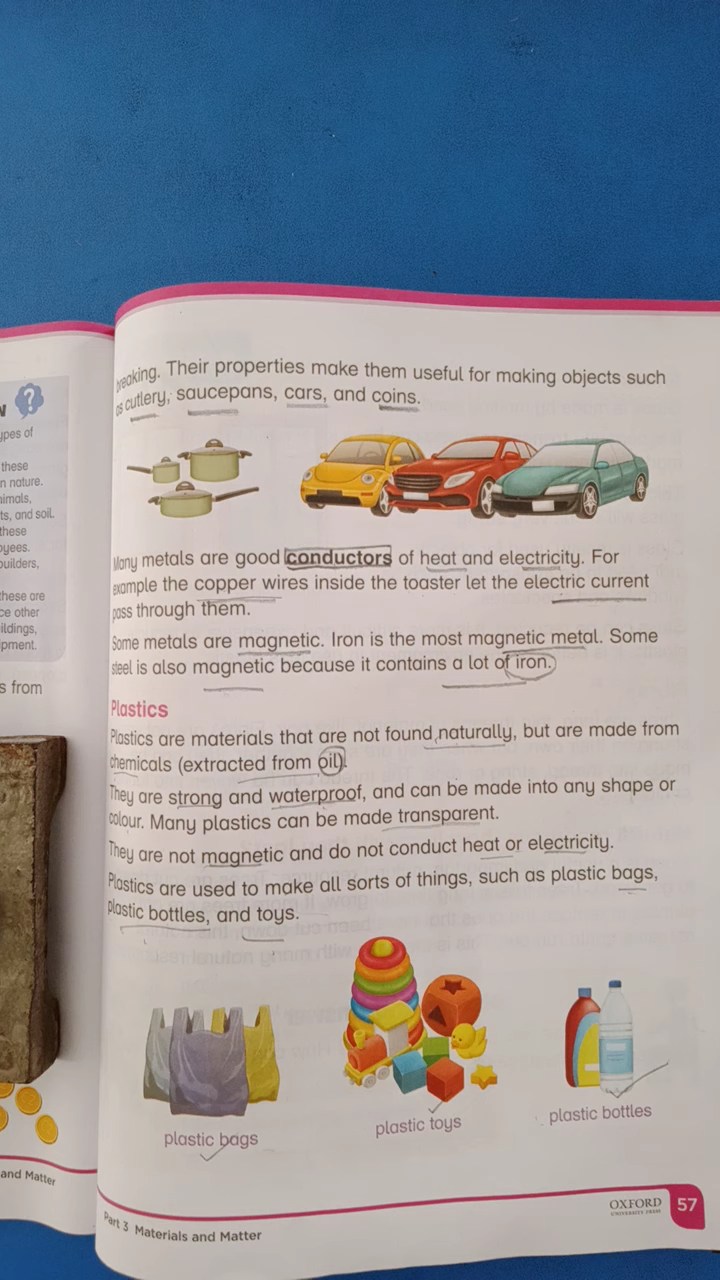 ypes of
these
n nature.
nimals,
ts, and soil.
these
oyees.
builders,
these are
ce other
ildings,
ipment.
s from
and Matter
breaking. Their properties make them useful for making objects such
as cutlery, saucepans, cars, and coins.
Many metals are good conductors of heat and electricity. For
example the copper wires inside the toaster let the electric current
pass through them.
Some metals are magnetic. Iron is the most magnetic metal. Some
steel is also magnetic because it contains a lot of iron.
Plastics
Plastics are materials that are not found naturally, but are made from
chemicals (extracted from oil).
They are strong and waterproof, and can be made into any shape or
colour. Many plastics can be made transparent.
They are not magnetic and do not conduct heat or electricity.
Plastics are used to make all sorts of things, such as plastic bags,
plastic bottles, and toys.
plastic bags
plastic toys
plastic bottles
Part 3 Materials and Matter
OXFORD
UNIVERSITY PRESS
57